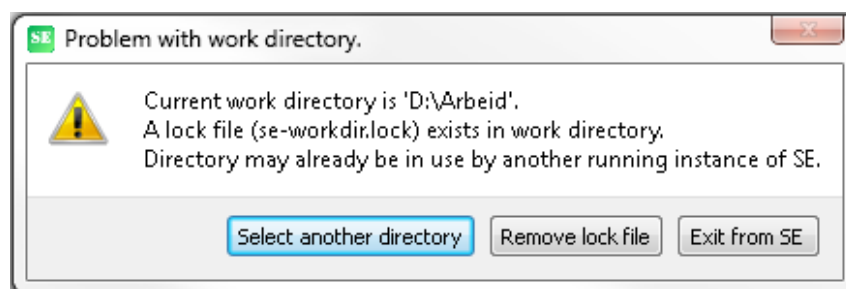 SE Problem with work directory.
Current work directory is 'D:\Arbeid'.
A lock file (se-workdir.lock) exists in work directory.
Directory may already be in use by another running instance of SE.
Select another directory Remove lock file Exit from SE